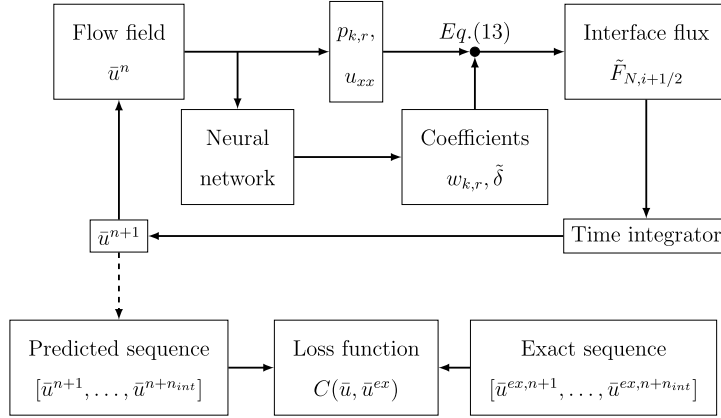 Flow field
ū^n
p_{k,r},
u_{xx}
Eq.(13)
Interface flux
F̃_{N,i+1/2}
Neural
network
Coefficients
w_{k,r}, δ̃
ū^{n+1}
Time integrator
Predicted sequence
[ū^{n+1}, . . . , ū^{n+n_{int}}]
Loss function
C(ū, ū^{ex})
Exact sequence
[ū^{ex,n+1}, . . . , ū^{ex,n+n_{int}}]